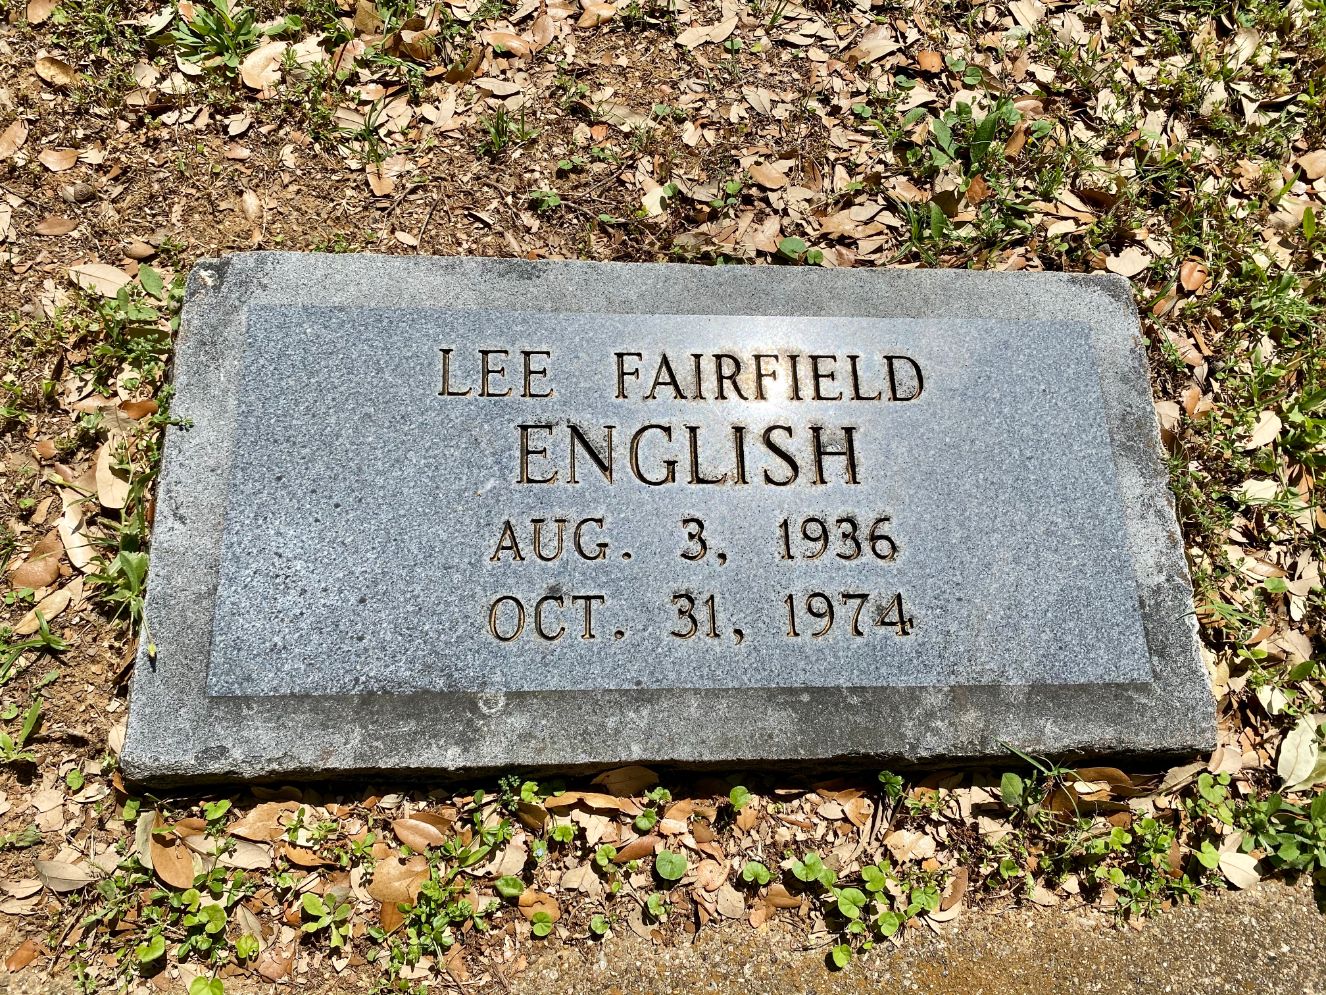 LEE FAIRFIELD
ENGLISH
AUG. 3, 1936
OCT. 31, 1974